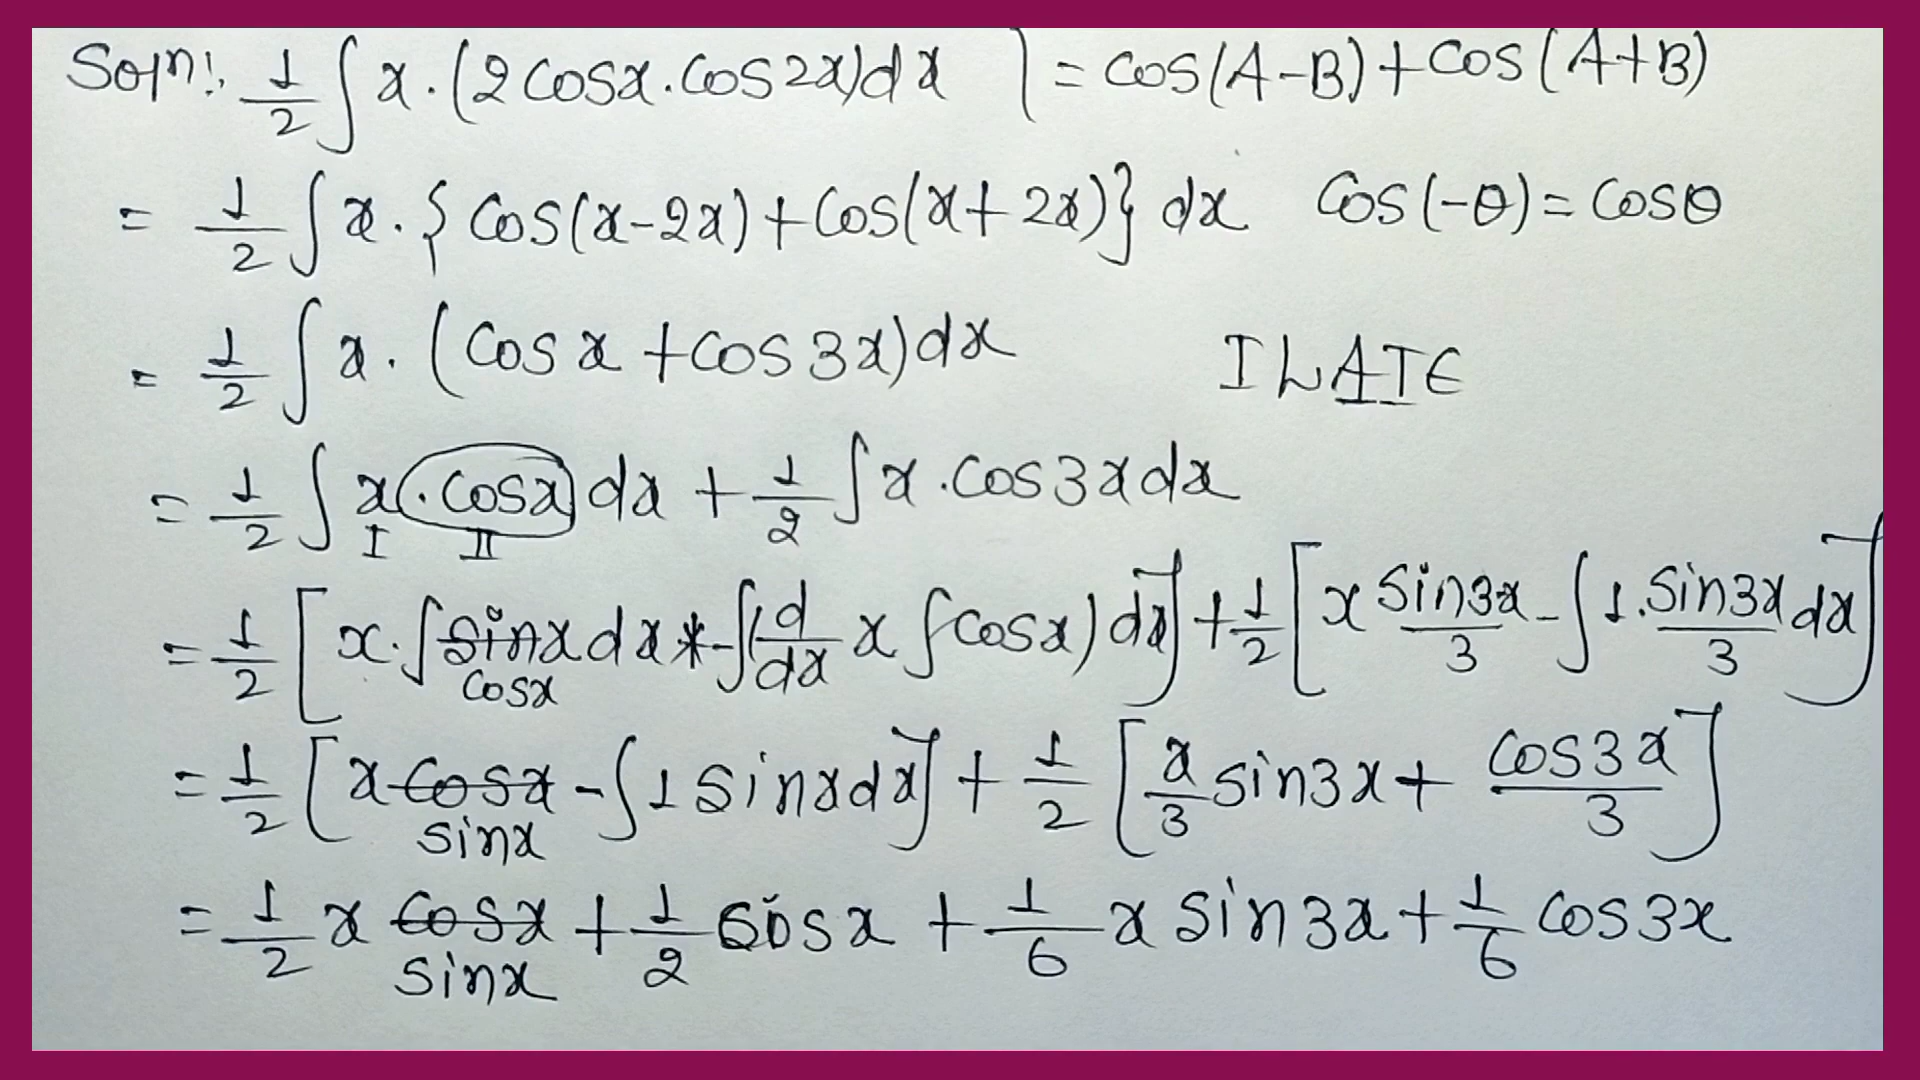 Soln:. 1/2 ∫ x.(2cosx.cos2x)dx } = cos(A-B)+cos(A+B)
= 1/2 ∫ x.{cos(x-2x)+cos(x+2x)} dx cos(-θ)=cosθ
= 1/2 ∫ x.(cos x + cos 3x)dx ILATE
= 1/2 ∫ x.cosx dx + 1/2 ∫ x.cos3x dx
I II
= 1/2 [x.∫ sinx dx - ∫(d/dx x ∫cosx) dx] + 1/2 [x sin3x/3 - ∫ 1.sin3x/3 dx]
cosx
= 1/2 [x cosx - ∫ 1 sinx dx] + 1/2 [x/3 sin3x + cos3x/3]
sinx
= 1/2 x cosx + 1/2 cosx + 1/6 x sin3x + 1/6 cos3x
sinx